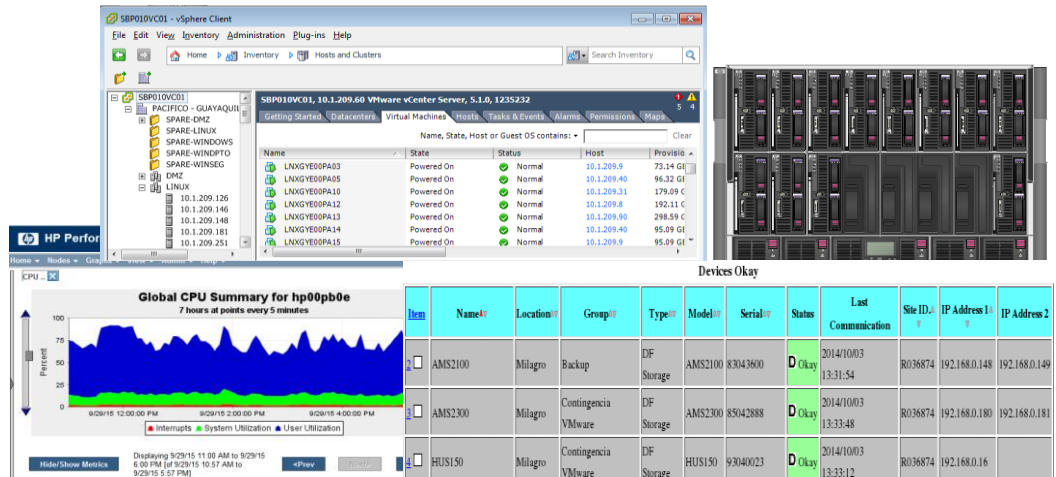 SBP010VC01 - vSphere Client
File Edit View Inventory Administration Plug-ins Help
Home Inventory Hosts and Clusters
Search Inventory
SBP010VC01
PACIFICO - GUAYAQUIL
SPARE-DMZ
SPARE-LINUX
SPARE-WINDOWS
SPARE-WINDPTO
SPARE-WINSEG
DMZ
LINUX
10.1.209.126
10.1.209.146
10.1.209.148
10.1.209.181
10.1.209.251
SBP010VC01, 10.1.209.60 VMware vCenter Server, 5.1.0, 1235232
5 4
Getting Started Datacenters Virtual Machines Hosts Tasks & Events Alarms Permissions Maps
Name, State, Host or Guest OS contains: Clear
Name State Status Host Provisio
LNXGYE00PA03 Powered On Normal 10.1.209.9 73.14 GB
LNXGYE00PA05 Powered On Normal 10.1.209.40 96.32 GB
LNXGYE00PA10 Powered On Normal 10.1.209.31 179.09 G
LNXGYE00PA12 Powered On Normal 10.1.209.8 192.11 G
LNXGYE00PA13 Powered On Normal 10.1.209.90 298.59 G
LNXGYE00PA14 Powered On Normal 10.1.209.40 95.09 GB
LNXGYE00PA15 Powered On Normal 10.1.209.9 95.09 GB
HP Perfor
Home Nodes
CPU ..
Global CPU Summary for hp00pb0e
7 hours at points every 5 minutes
Percent
100
75
50
25
0
9/29/15 12:00:00 PM 9/29/15 2:00:00 PM 9/29/15 4:00:00 PM
Interrupts System Utilization User Utilization
Hide/Show Metrics
Displaying 9/29/15 11:00 AM to 9/29/15
6:00 PM [of 9/29/15 10:57 AM to
9/29/15 5:57 PM]
<Prev
Devices Okay
Item Name Location Group Type Model Serial Status Last Communication Site ID. IP Address 1 IP Address 2
2 AMS2100 Milagro Backup DF Storage AMS2100 83043600 D Okay 2014/10/03 13:31:54 R036874 192.168.0.148 192.168.0.149
3 AMS2300 Milagro Contingencia VMware DF Storage AMS2300 85042888 D Okay 2014/10/03 13:33:48 R036874 192.168.0.180 192.168.0.181
4 HUS150 Milagro Contingencia VMware DF Storage HUS150 93040023 D Okay 2014/10/03 13:33:12 R036874 192.168.0.16